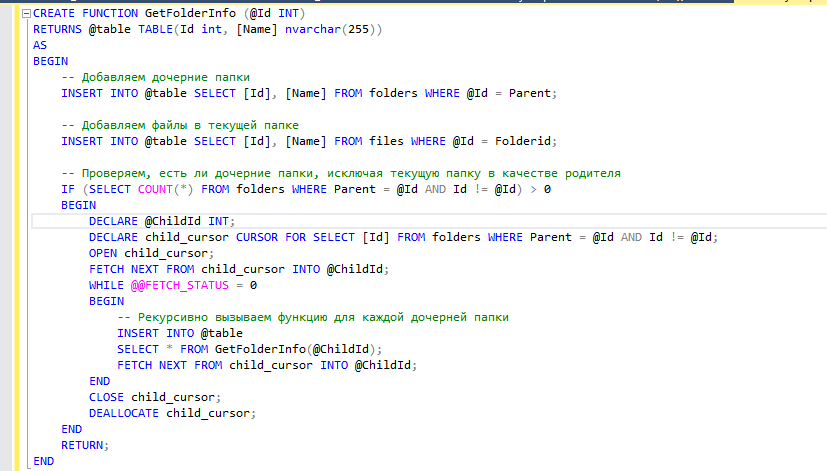 CREATE FUNCTION GetFolderInfo (@Id INT)
RETURNS @table TABLE(Id int, [Name] nvarchar(255))
AS
BEGIN
    -- Добавляем дочерние папки
    INSERT INTO @table SELECT [Id], [Name] FROM folders WHERE @Id = Parent;

    -- Добавляем файлы в текущей папке
    INSERT INTO @table SELECT [Id], [Name] FROM files WHERE @Id = Folderid;

    -- Проверяем, есть ли дочерние папки, исключая текущую папку в качестве родителя
    IF (SELECT COUNT(*) FROM folders WHERE Parent = @Id AND Id != @Id) > 0
    BEGIN
        DECLARE @ChildId INT;
        DECLARE child_cursor CURSOR FOR SELECT [Id] FROM folders WHERE Parent = @Id AND Id != @Id;
        OPEN child_cursor;
        FETCH NEXT FROM child_cursor INTO @ChildId;
        WHILE @@FETCH_STATUS = 0
        BEGIN
            -- Рекурсивно вызываем функцию для каждой дочерней папки
            INSERT INTO @table
            SELECT * FROM GetFolderInfo(@ChildId);
            FETCH NEXT FROM child_cursor INTO @ChildId;
        END
        CLOSE child_cursor;
        DEALLOCATE child_cursor;
    END
    RETURN;
END